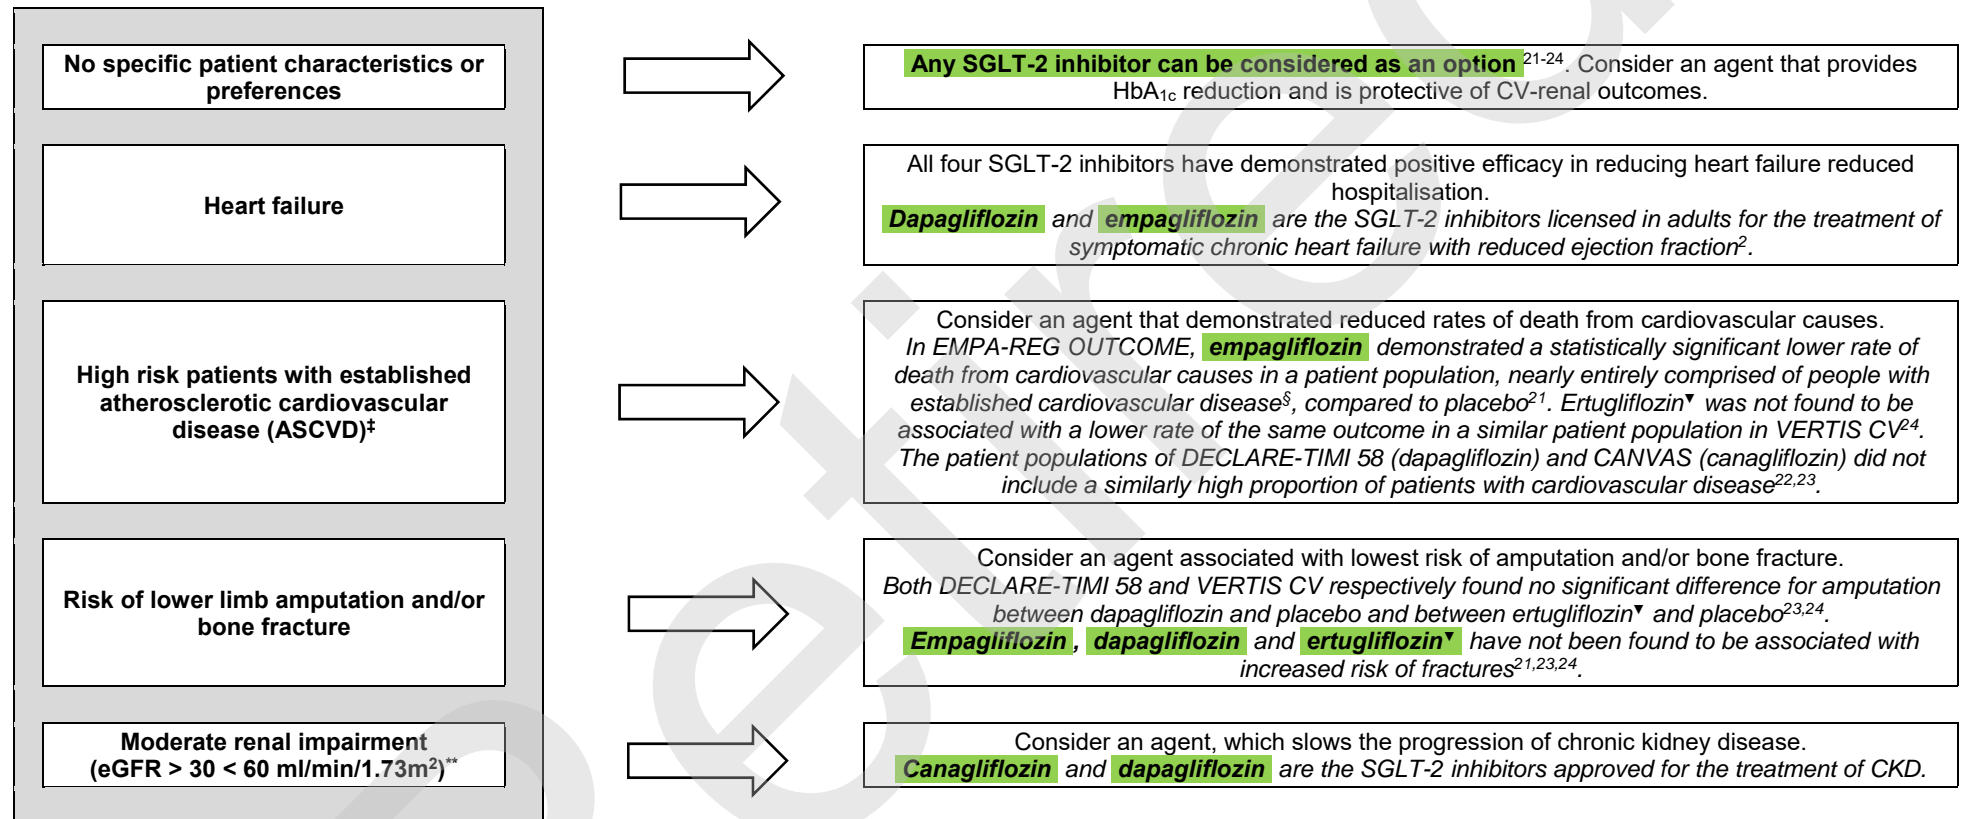 No specific patient characteristics or
preferences
Any SGLT-2 inhibitor can be considered as an option21-24. Consider an agent that provides
HbA1c reduction and is protective of CV-renal outcomes.
Heart failure
All four SGLT-2 inhibitors have demonstrated positive efficacy in reducing heart failure reduced
hospitalisation.
Dapagliflozin and empagliflozin are the SGLT-2 inhibitors licensed in adults for the treatment of
symptomatic chronic heart failure with reduced ejection fraction2.
High risk patients with established
atherosclerotic cardiovascular
disease (ASCVD)‡
Consider an agent that demonstrated reduced rates of death from cardiovascular causes.
In EMPA-REG OUTCOME, empagliflozin demonstrated a statistically significant lower rate of
death from cardiovascular causes in a patient population, nearly entirely comprised of people with
established cardiovascular disease§, compared to placebo21. Ertugliflozin▼ was not found to be
associated with a lower rate of the same outcome in a similar patient population in VERTIS CV24.
The patient populations of DECLARE-TIMI 58 (dapagliflozin) and CANVAS (canagliflozin) did not
include a similarly high proportion of patients with cardiovascular disease22,23.
Risk of lower limb amputation and/or
bone fracture
Consider an agent associated with lowest risk of amputation and/or bone fracture.
Both DECLARE-TIMI 58 and VERTIS CV respectively found no significant difference for amputation
between dapagliflozin and placebo and between ertugliflozin▼ and placebo23,24.
Empagliflozin, dapagliflozin and ertugliflozin▼ have not been found to be associated with
increased risk of fractures21,23,24.
Moderate renal impairment
(eGFR > 30 < 60 ml/min/1.73m2)**
Consider an agent, which slows the progression of chronic kidney disease.
Canagliflozin and dapagliflozin are the SGLT-2 inhibitors approved for the treatment of CKD.
Retired